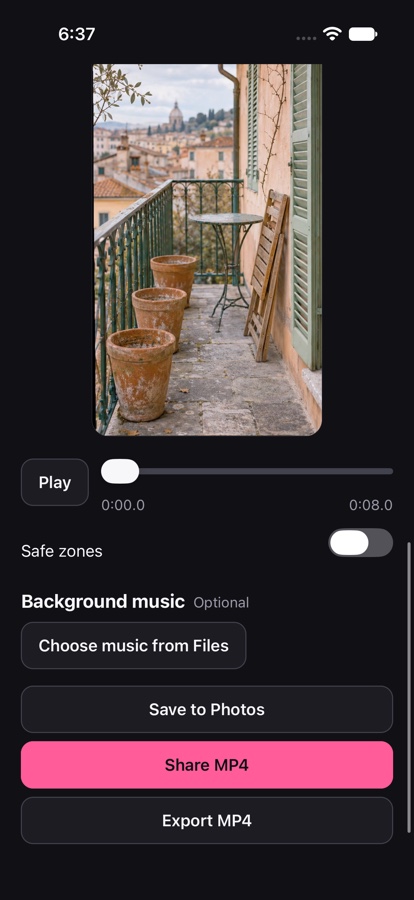 6:37
Play
0:00.0
0:08.0
Safe zones
Background music Optional
Choose music from Files
Save to Photos
Share MP4
Export MP4